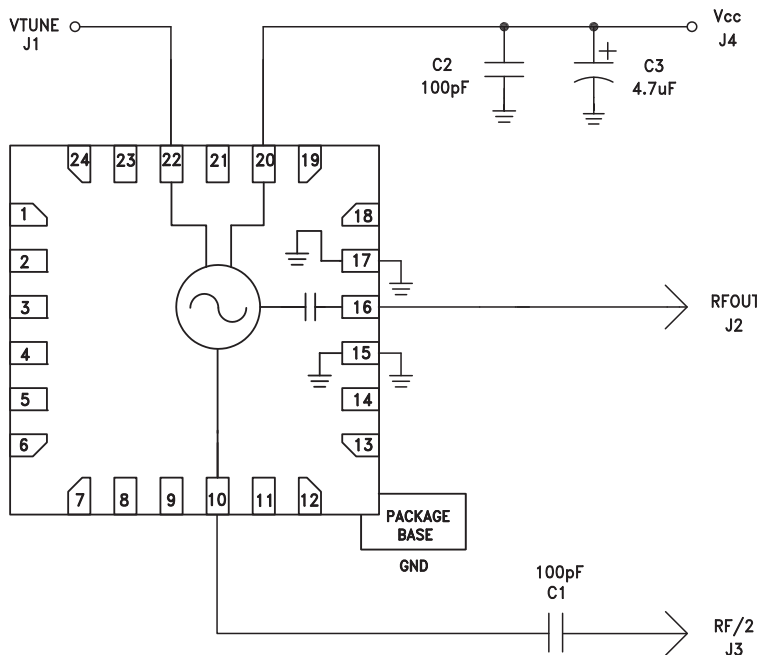 VTUNE
J1
Vcc
J4
C2
100pF
+
C3
4.7uF
24
23
22
21
20
19
1
2
3
4
5
6
18
17
16
15
14
13
RFOUT
J2
7
8
9
10
11
12
PACKAGE
BASE
GND
100pF
C1
RF/2
J3